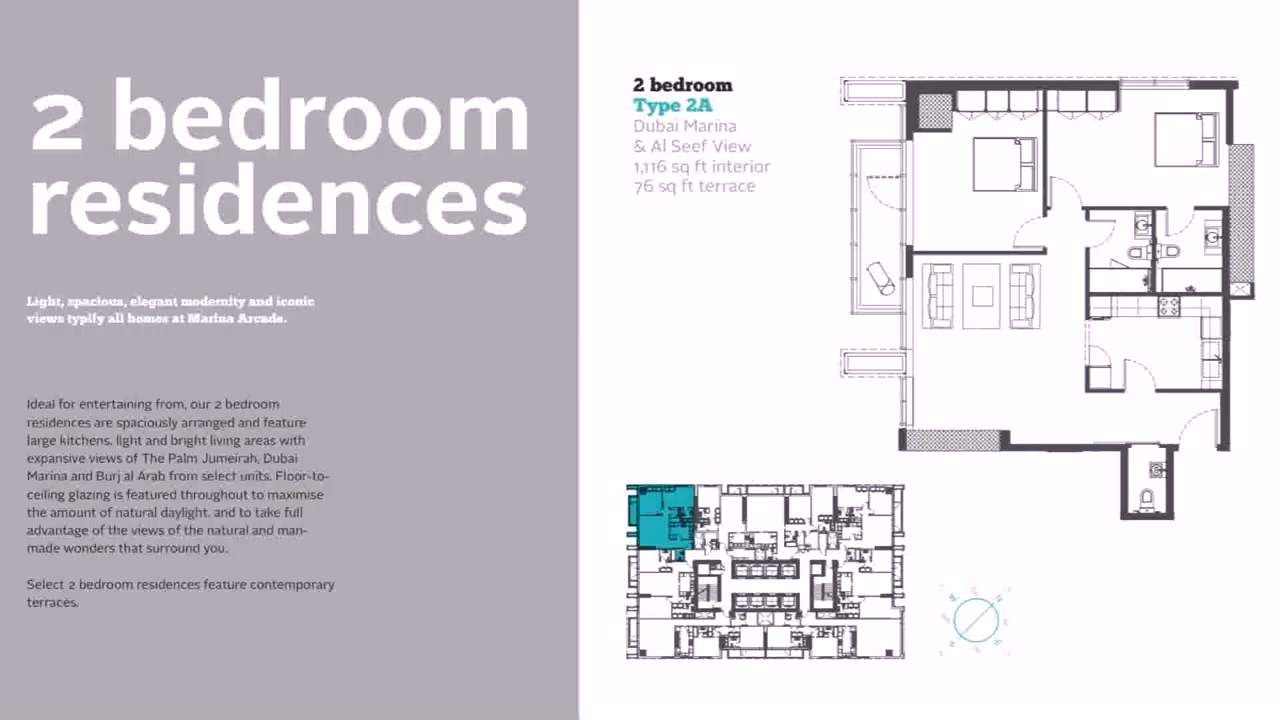 2 bedroom
residences
Light, spacious, elegant modernity and iconic
views typify all homes at Marina Arcade.
Ideal for entertaining from, our 2 bedroom
residences are spaciously arranged and feature
large kitchens, light and bright living areas with
expansive views of The Palm Jumeirah, Dubai
Marina and Burj al Arab from select units. Floor-to-
ceiling glazing is featured throughout to maximise
the amount of natural daylight, and to take full
advantage of the views of the natural and man-
made wonders that surround you.
Select 2 bedroom residences feature contemporary
terraces.
2 bedroom
Type 2A
Dubai Marina
& Al Seef View
1,116 sq ft interior
76 sq ft terrace